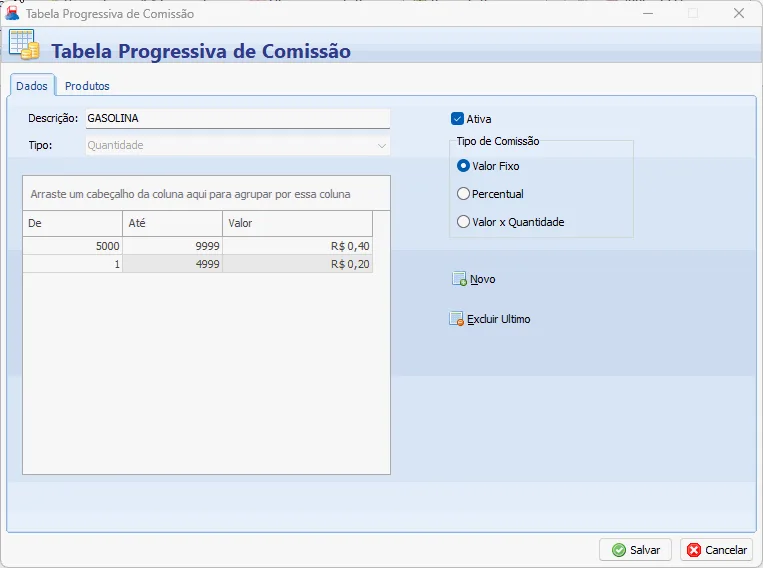 Tabela Progressiva de Comissão
Tabela Progressiva de Comissão
Dados Produtos
Descrição: GASOLINA
Ativa
Tipo: Quantidade
Tipo de Comissão
Valor Fixo
Percentual
Valor x Quantidade
Arraste um cabeçalho da coluna aqui para agrupar por essa coluna
De Até Valor
5000 9999 R$ 0,40
1 4999 R$ 0,20
Novo
Excluir Ultimo
Salvar Cancelar